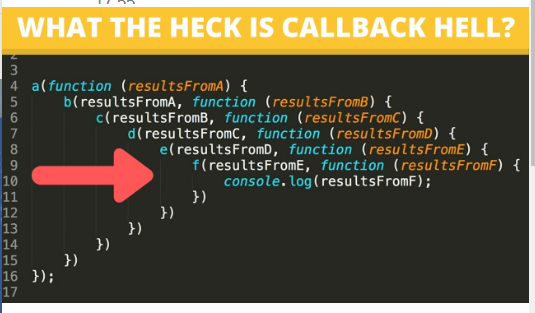 WHAT THE HECK IS CALLBACK HELL?
3
4 a(function (resultsFromA) {
5     b(resultsFromA, function (resultsFromB) {
6         c(resultsFromB, function (resultsFromC) {
7             d(resultsFromC, function (resultsFromD) {
8                 e(resultsFromD, function (resultsFromE) {
9                     f(resultsFromE, function (resultsFromF) {
10                         console.log(resultsFromF);
11                     })
12                 })
13             })
14         })
15     })
16 });
17